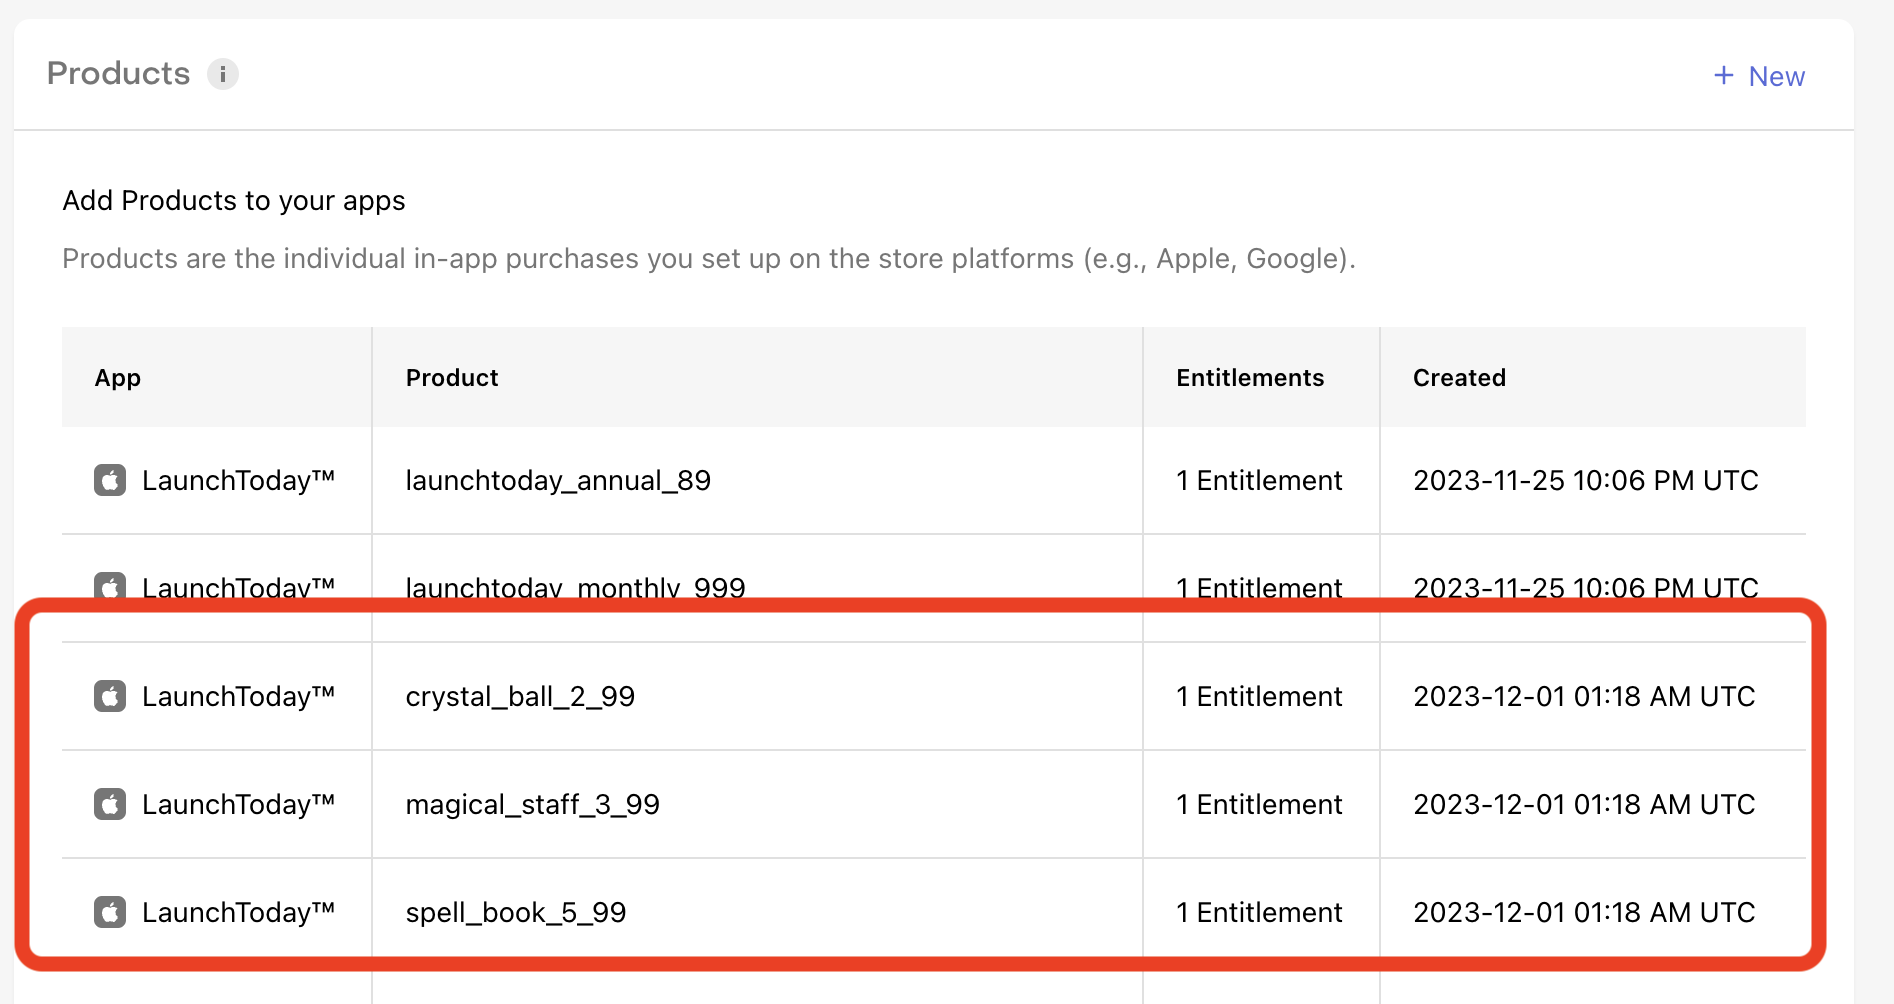 Products i
+ New
Add Products to your apps
Products are the individual in-app purchases you set up on the store platforms (e.g., Apple, Google).
App Product Entitlements Created
LaunchToday™ launchtoday_annual_89 1 Entitlement 2023-11-25 10:06 PM UTC
LaunchToday™ launchtoday_monthly_999 1 Entitlement 2023-11-25 10:06 PM UTC
LaunchToday™ crystal_ball_2_99 1 Entitlement 2023-12-01 01:18 AM UTC
LaunchToday™ magical_staff_3_99 1 Entitlement 2023-12-01 01:18 AM UTC
LaunchToday™ spell_book_5_99 1 Entitlement 2023-12-01 01:18 AM UTC